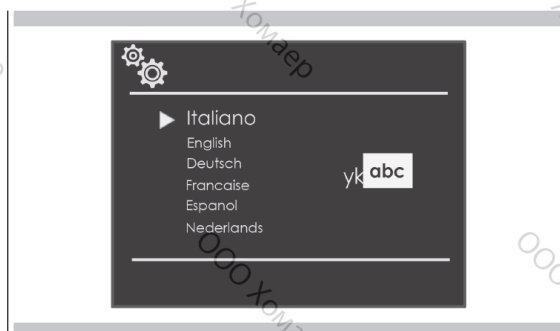 Хомаер
Italiano
English
Deutsch
Francaise
Espanol
Nederlands
yk abc
ООО Хомаер
ООО